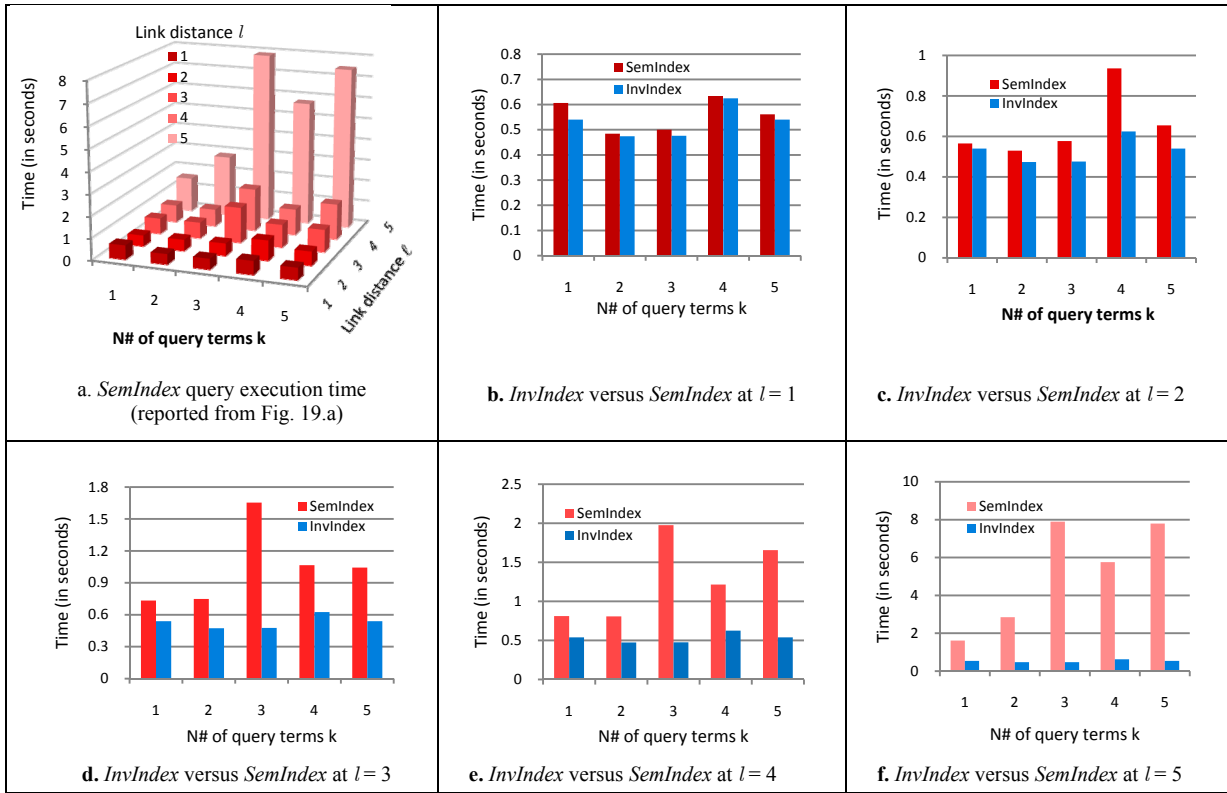 Link distance l
1
2
3
4
5
Time (in seconds)
8
7
6
5
4
3
2
1
0
1 2 3 4 5
N# of query terms k
1 2 3 4 5
Link distance ℓ
a. SemIndex query execution time
(reported from Fig. 19.a)
SemIndex
InvIndex
Time (in seconds)
0.8
0.7
0.6
0.5
0.4
0.3
0.2
0.1
0
1 2 3 4 5
N# of query terms k
b. InvIndex versus SemIndex at l = 1
SemIndex
InvIndex
Time (in seconds)
1
0.8
0.6
0.4
0.2
0
1 2 3 4 5
N# of query terms k
c. InvIndex versus SemIndex at l = 2
SemIndex
InvIndex
Time (in seconds)
1.8
1.5
1.2
0.9
0.6
0.3
0
1 2 3 4 5
N# of query terms k
d. InvIndex versus SemIndex at l = 3
SemIndex
InvIndex
Time (in seconds)
2.5
2
1.5
1
0.5
0
1 2 3 4 5
N# of query terms k
e. InvIndex versus SemIndex at l = 4
SemIndex
InvIndex
Time (in seconds)
10
8
6
4
2
0
1 2 3 4 5
N# of query terms k
f. InvIndex versus SemIndex at l = 5